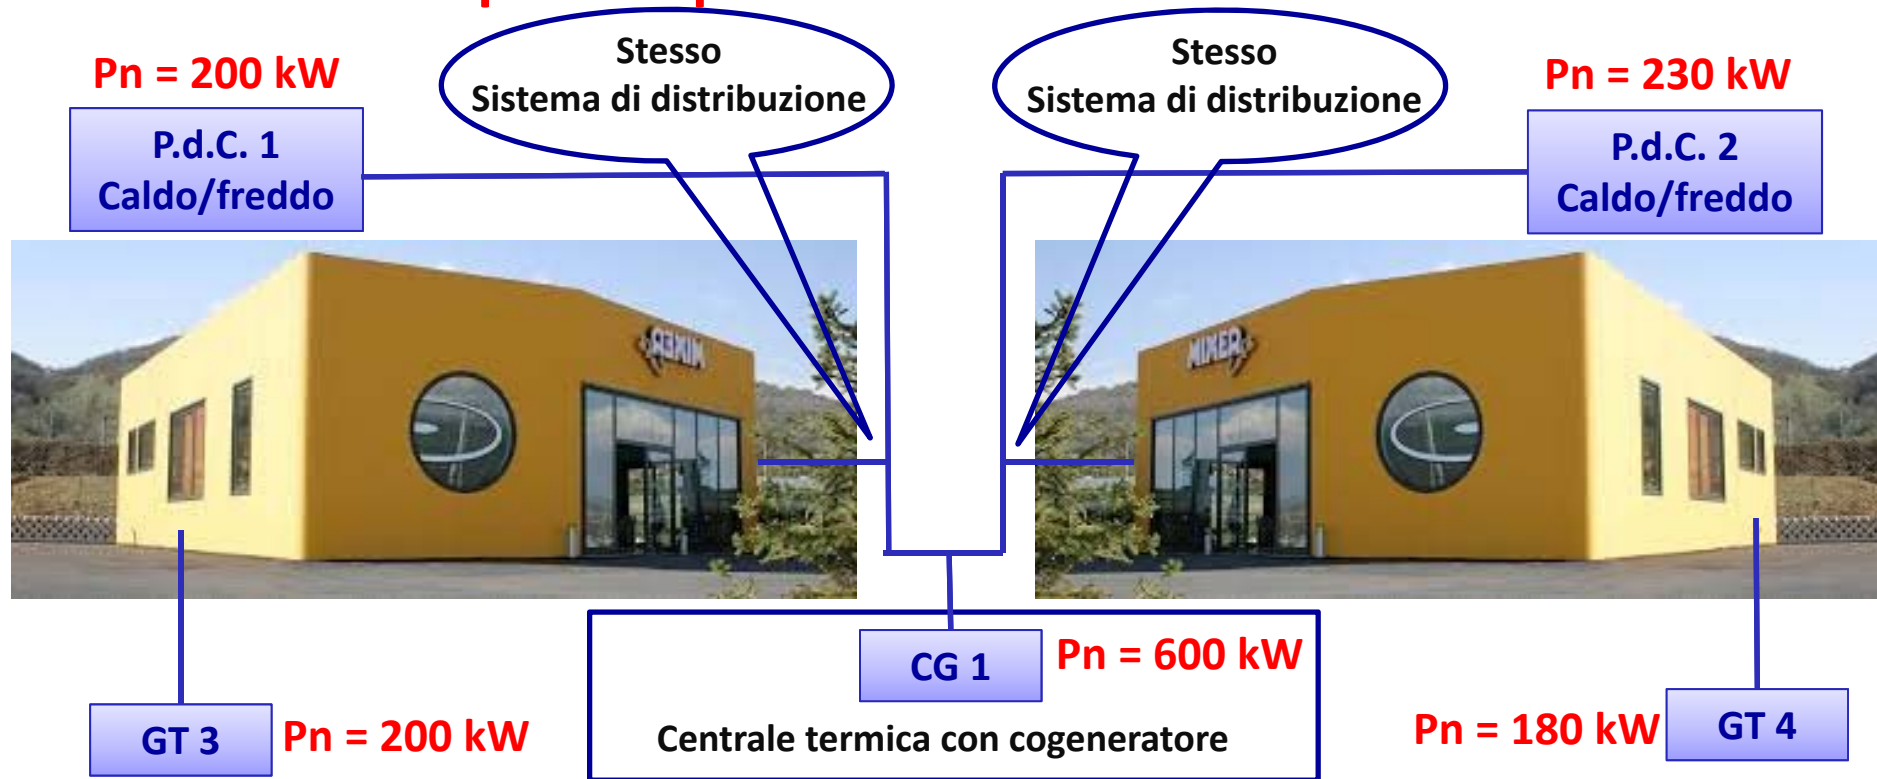 Stesso
Sistema di distribuzione
Stesso
Sistema di distribuzione
Pn = 200 kW
Pn = 230 kW
P.d.C. 1
Caldo/freddo
P.d.C. 2
Caldo/freddo
MIXER
MIXER
CG 1
Pn = 600 kW
Centrale termica con cogeneratore
GT 3
Pn = 200 kW
Pn = 180 kW
GT 4